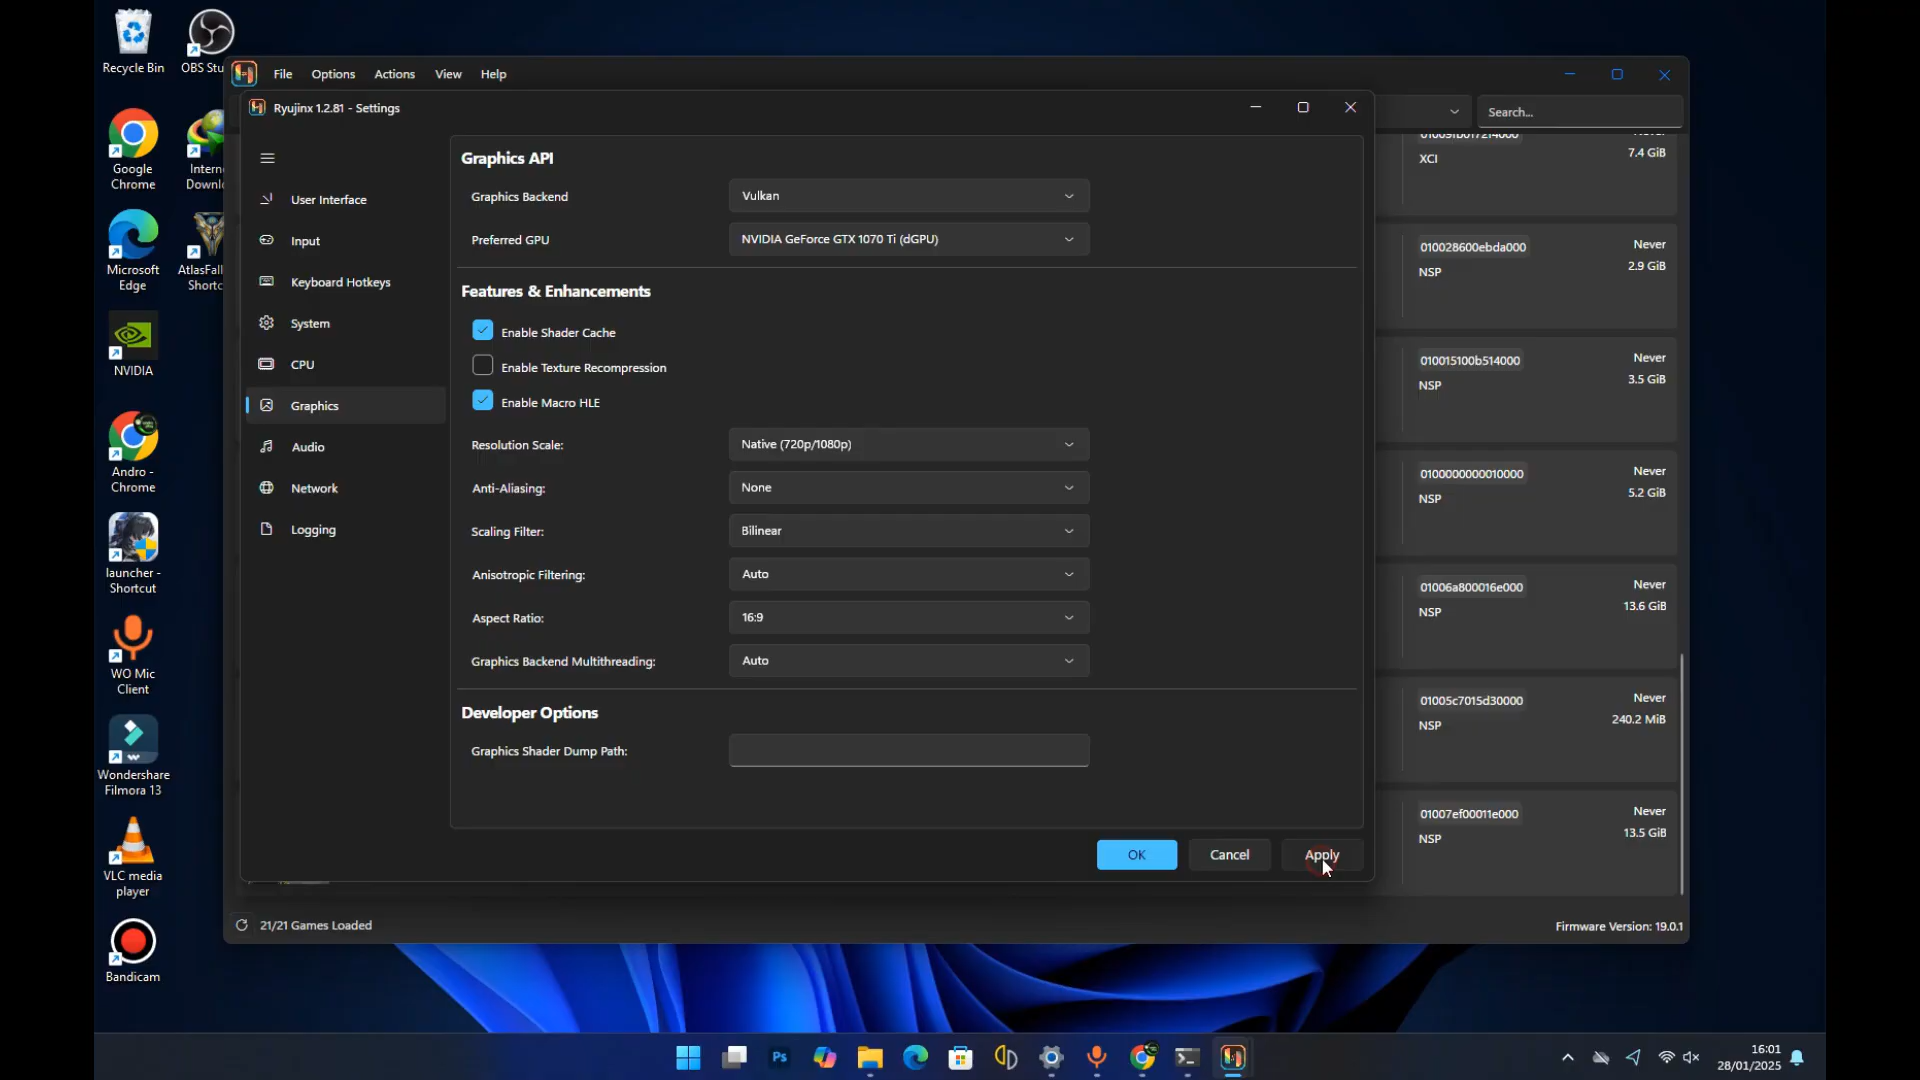 Recycle Bin
OBS Stu
Google
Chrome
Intern
Downl
Microsoft
Edge
AtlasFall
Shortc
NVIDIA
Andro -
Chrome
launcher -
Shortcut
WO Mic
Client
Wondershare
Filmora 13
VLC media
player
Bandicam
File
Options
Actions
View
Help
Search...
Ryujinx 1.2.81 - Settings
User Interface
Input
Keyboard Hotkeys
System
CPU
Graphics
Audio
Network
Logging
Graphics API
Graphics Backend
Vulkan
Preferred GPU
NVIDIA GeForce GTX 1070 Ti (dGPU)
Features & Enhancements
Enable Shader Cache
Enable Texture Recompression
Enable Macro HLE
Resolution Scale:
Native (720p/1080p)
Anti-Aliasing:
None
Scaling Filter:
Bilinear
Anisotropic Filtering:
Auto
Aspect Ratio:
16:9
Graphics Backend Multithreading:
Auto
Developer Options
Graphics Shader Dump Path:
OK
Cancel
Apply
XCI
7.4 GiB
010028600ebda000
Never
NSP
2.9 GiB
010015100b514000
Never
NSP
3.5 GiB
0100000000010000
Never
NSP
5.2 GiB
01006a800016e000
Never
NSP
13.6 GiB
01005c7015d30000
Never
NSP
240.2 MiB
01007ef00011e000
Never
NSP
13.5 GiB
21/21 Games Loaded
Firmware Version: 19.0.1
Ps
16:01
28/01/2025